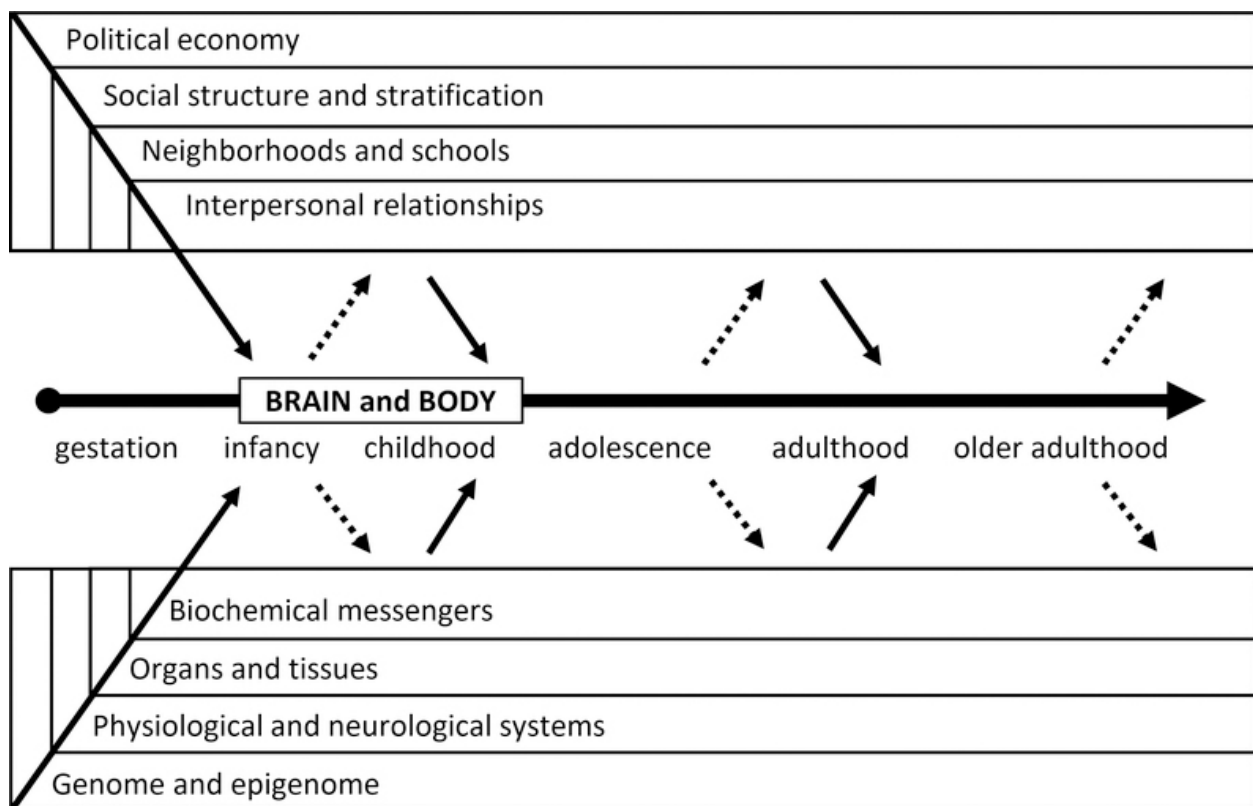 Political economy
Social structure and stratification
Neighborhoods and schools
Interpersonal relationships
BRAIN and BODY
gestation infancy childhood adolescence adulthood older adulthood
Biochemical messengers
Organs and tissues
Physiological and neurological systems
Genome and epigenome